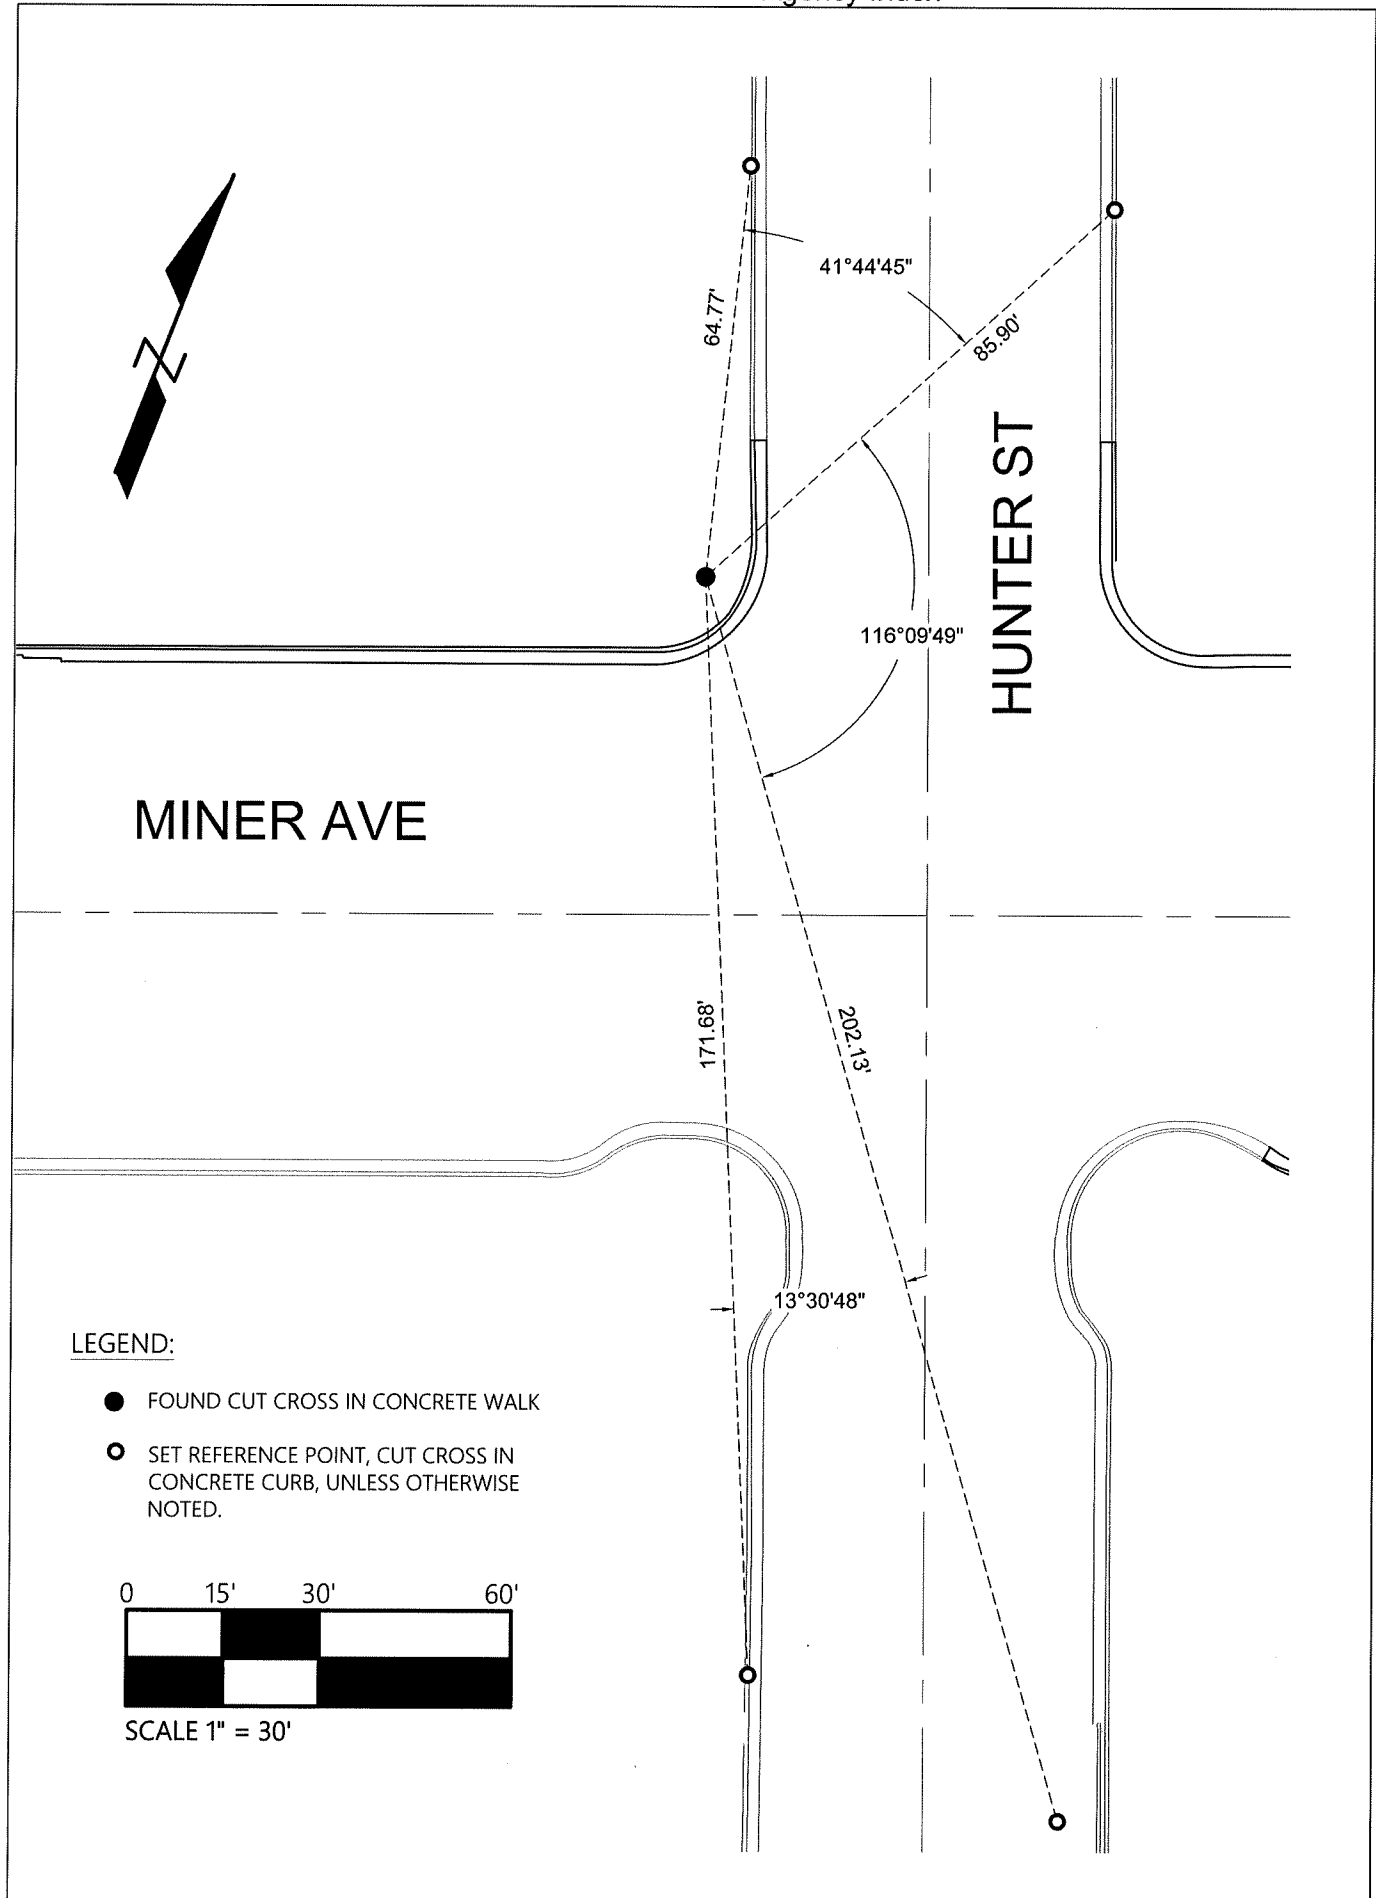 41°44'45"
64.77'
85.90'
HUNTER ST
116°09'49"
MINER AVE
171.68'
202.13'
13°30'48"
LEGEND:
FOUND CUT CROSS IN CONCRETE WALK
SET REFERENCE POINT, CUT CROSS IN
CONCRETE CURB, UNLESS OTHERWISE
NOTED.
0 15' 30' 60'
SCALE 1" = 30'